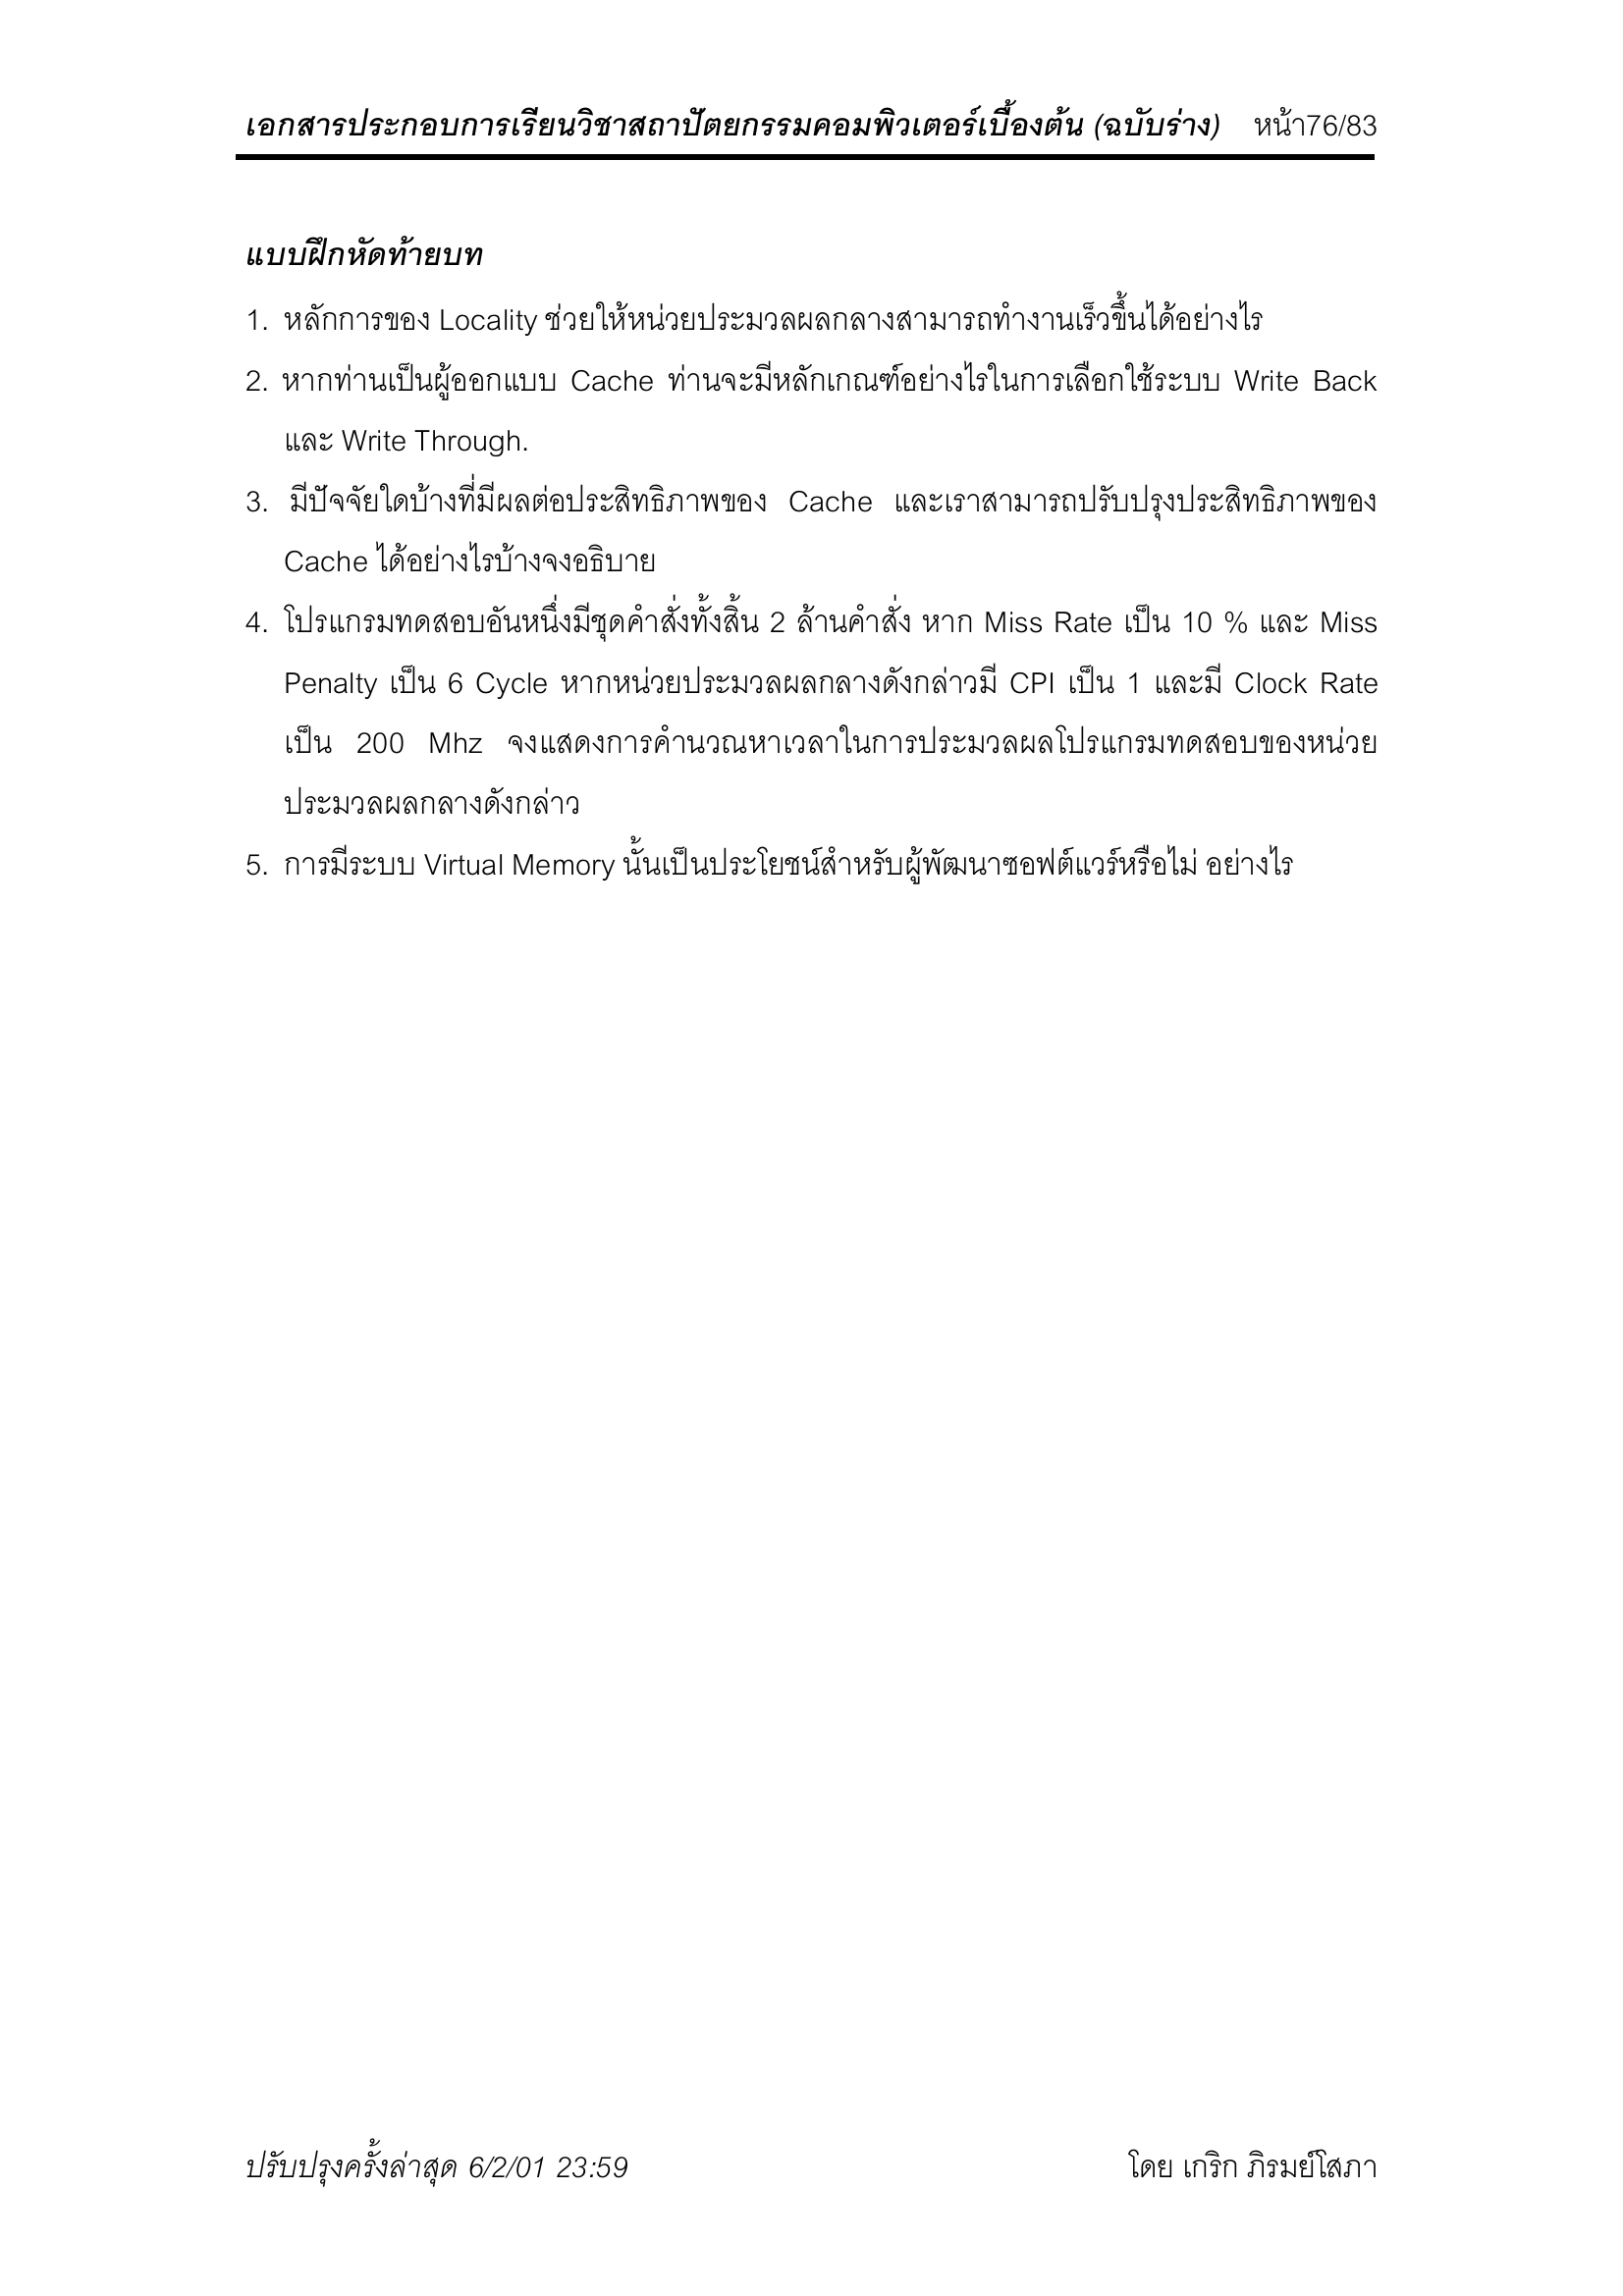 เอกสารประกอบการเรียนวิชาสถาปัตยกรรมคอมพิวเตอร์เบื้องต้น (ฉบับร่าง) หน้า76/83
แบบฝึกหัดท้ายบท
1. หลักการของ Locality ช่วยให้หน่วยประมวลผลกลางสามารถทำงานเร็วขึ้นได้อย่างไร
2. หากท่านเป็นผู้ออกแบบ Cache ท่านจะมีหลักเกณฑ์อย่างไรในการเลือกใช้ระบบ Write Back
และ Write Through.
3. มีปัจจัยใดบ้างที่มีผลต่อประสิทธิภาพของ Cache และเราสามารถปรับปรุงประสิทธิภาพของ
Cache ได้อย่างไรบ้างจงอธิบาย
4. โปรแกรมทดสอบอันหนึ่งมีชุดคำสั่งทั้งสิ้น 2 ล้านคำสั่ง หาก Miss Rate เป็น 10 % และ Miss
Penalty เป็น 6 Cycle หากหน่วยประมวลผลกลางดังกล่าวมี CPI เป็น 1 และมี Clock Rate
เป็น 200 Mhz จงแสดงการคำนวณหาเวลาในการประมวลผลโปรแกรมทดสอบของหน่วย
ประมวลผลกลางดังกล่าว
5. การมีระบบ Virtual Memory นั้นเป็นประโยชน์สำหรับผู้พัฒนาซอฟต์แวร์หรือไม่ อย่างไร
ปรับปรุงครั้งล่าสุด 6/2/01 23:59 โดย เกริก ภิรมย์โสภา